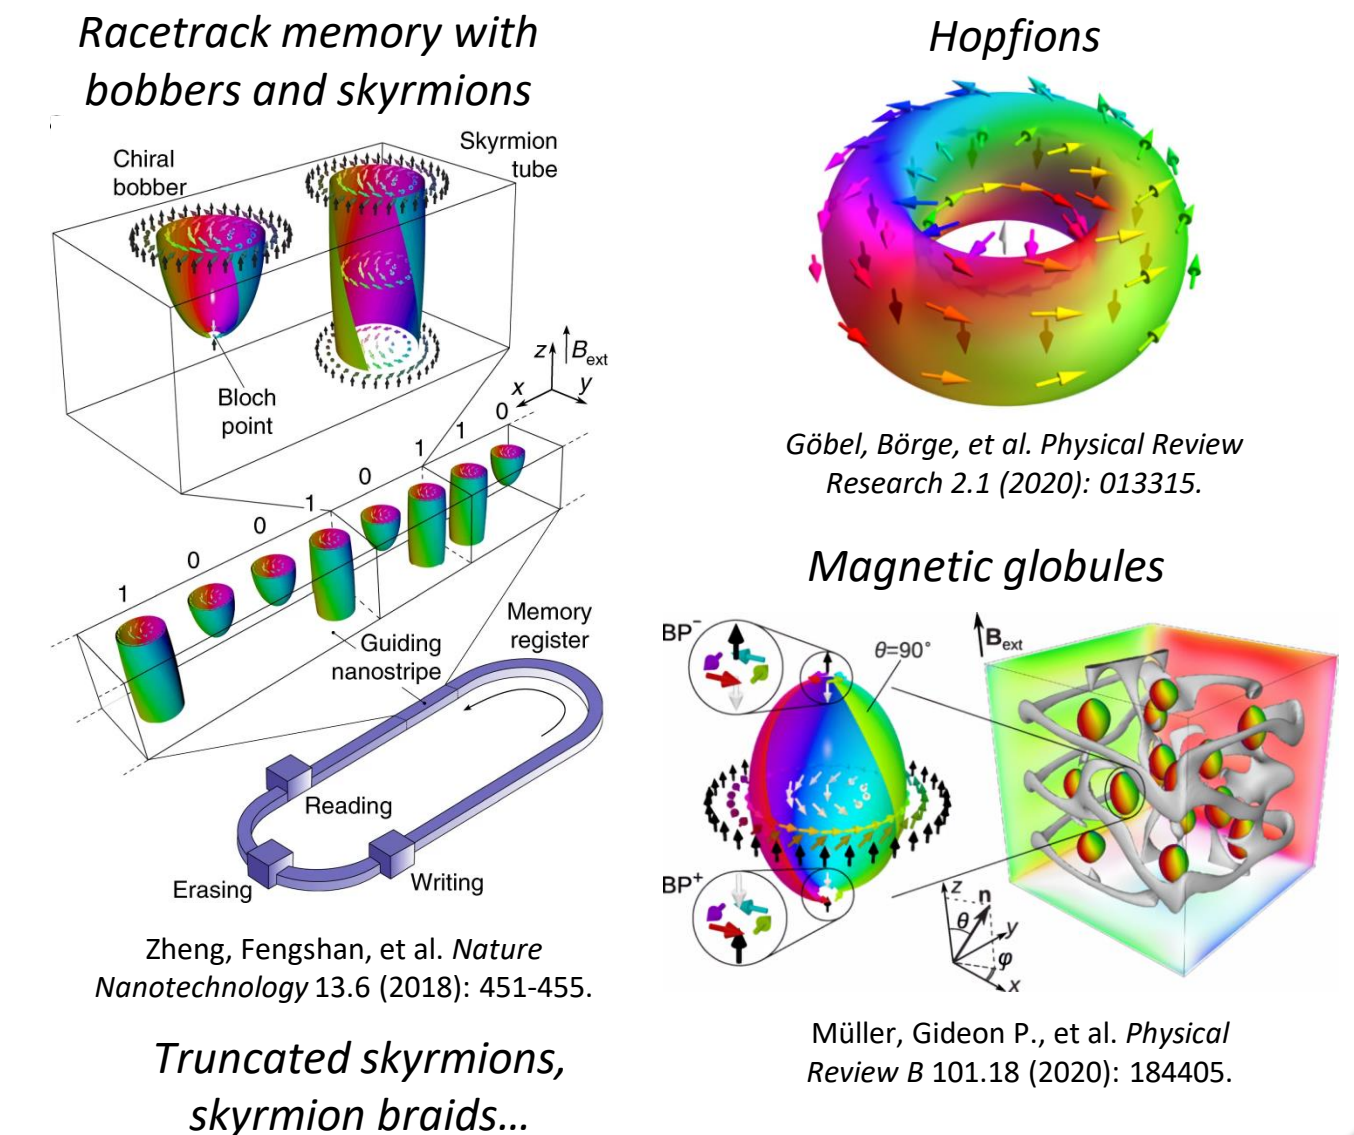 Racetrack memory with
bobbers and skyrmions
Chiral
bobber
Skyrmion
tube
Bloch
point
z
B_ext
x
y
1
0
0
1
0
1
1
0
Guiding
nanostripe
Memory
register
Reading
Erasing
Writing
Zheng, Fengshan, et al. Nature
Nanotechnology 13.6 (2018): 451-455.
Truncated skyrmions,
skyrmion braids…
Hopfions
Göbel, Börge, et al. Physical Review
Research 2.1 (2020): 013315.
Magnetic globules
BP⁻
θ=90°
B_ext
BP⁺
z
n
θ
y
φ
x
Müller, Gideon P., et al. Physical
Review B 101.18 (2020): 184405.